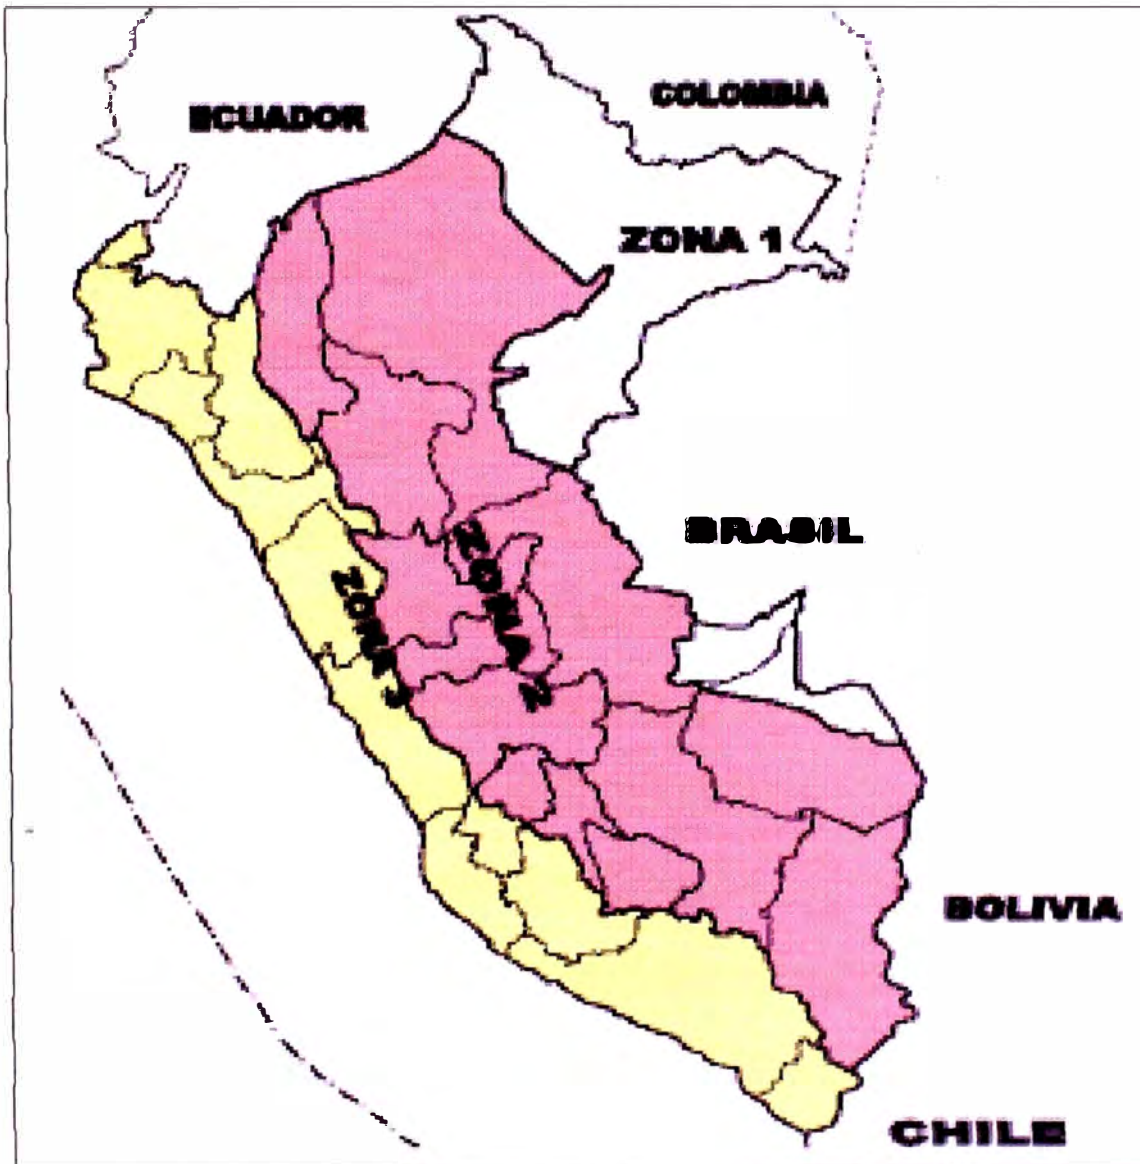 COLOMBIA
ECUADOR
ZONA 1
BRASIL
ZONA 2
ZONA 3
BOLIVIA
CHILE